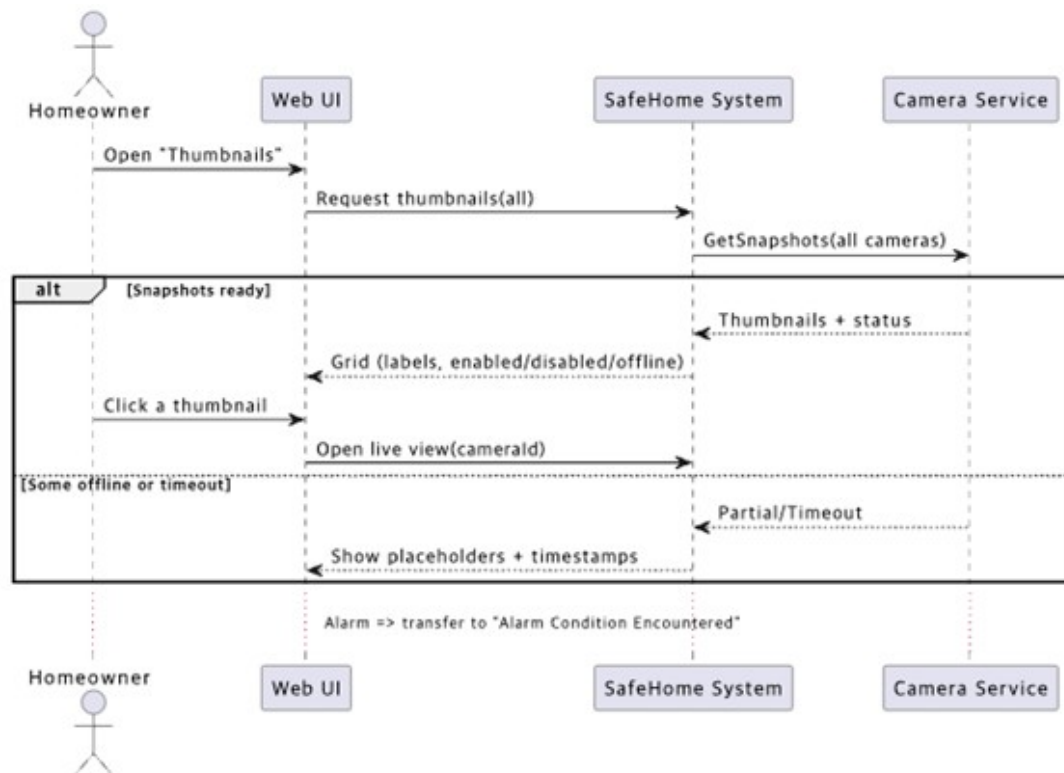 Homeowner
Web UI
SafeHome System
Camera Service
Open "Thumbnails"
Request thumbnails(all)
GetSnapshots(all cameras)
alt
[Snapshots ready]
Thumbnails + status
Grid (labels, enabled/disabled/offline)
Click a thumbnail
Open live view(cameraId)
[Some offline or timeout]
Partial/Timeout
Show placeholders + timestamps
Alarm => transfer to "Alarm Condition Encountered"
Homeowner
Web UI
SafeHome System
Camera Service